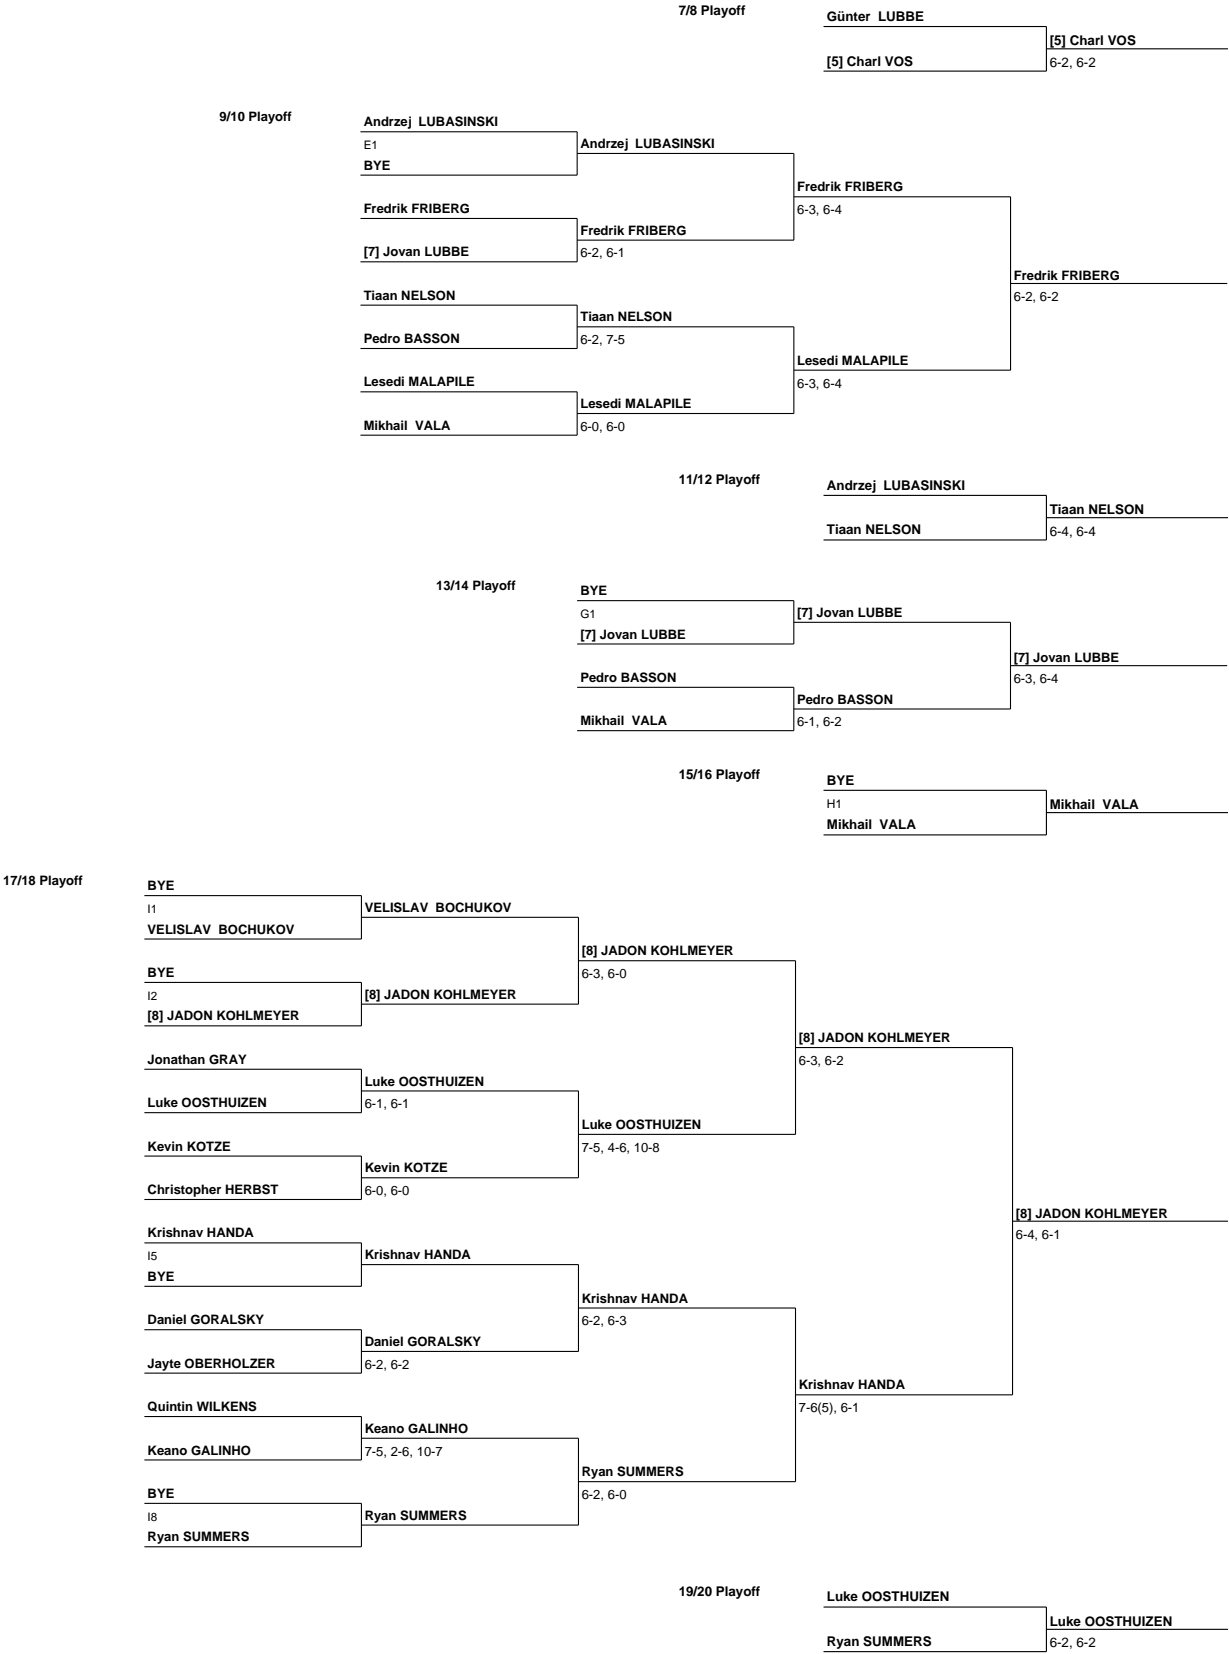 7/8 Playoff
Günter LUBBE
[5] Charl VOS
[5] Charl VOS
6-2, 6-2
9/10 Playoff
Andrzej LUBASINSKI
E1
Andrzej LUBASINSKI
BYE
Fredrik FRIBERG
Fredrik FRIBERG
6-3, 6-4
Fredrik FRIBERG
[7] Jovan LUBBE
6-2, 6-1
Fredrik FRIBERG
6-2, 6-2
Tiaan NELSON
Tiaan NELSON
Pedro BASSON
6-2, 7-5
Lesedi MALAPILE
6-3, 6-4
Lesedi MALAPILE
Lesedi MALAPILE
Mikhail VALA
6-0, 6-0
11/12 Playoff
Andrzej LUBASINSKI
Tiaan NELSON
Tiaan NELSON
6-4, 6-4
13/14 Playoff
BYE
G1
[7] Jovan LUBBE
[7] Jovan LUBBE
[7] Jovan LUBBE
6-3, 6-4
Pedro BASSON
Pedro BASSON
Mikhail VALA
6-1, 6-2
15/16 Playoff
BYE
H1
Mikhail VALA
Mikhail VALA
17/18 Playoff
BYE
I1
VELISLAV BOCHUKOV
VELISLAV BOCHUKOV
[8] JADON KOHLMEYER
6-3, 6-0
BYE
I2
[8] JADON KOHLMEYER
[8] JADON KOHLMEYER
[8] JADON KOHLMEYER
6-3, 6-2
Jonathan GRAY
Luke OOSTHUIZEN
Luke OOSTHUIZEN
6-1, 6-1
Luke OOSTHUIZEN
7-5, 4-6, 10-8
Kevin KOTZE
Kevin KOTZE
Christopher HERBST
6-0, 6-0
[8] JADON KOHLMEYER
6-4, 6-1
Krishnav HANDA
I5
Krishnav HANDA
BYE
Krishnav HANDA
6-2, 6-3
Daniel GORALSKY
Daniel GORALSKY
Jayte OBERHOLZER
6-2, 6-2
Krishnav HANDA
7-6(5), 6-1
Quintin WILKENS
Keano GALINHO
Keano GALINHO
7-5, 2-6, 10-7
Ryan SUMMERS
6-2, 6-0
BYE
I8
Ryan SUMMERS
Ryan SUMMERS
19/20 Playoff
Luke OOSTHUIZEN
Luke OOSTHUIZEN
Ryan SUMMERS
6-2, 6-2